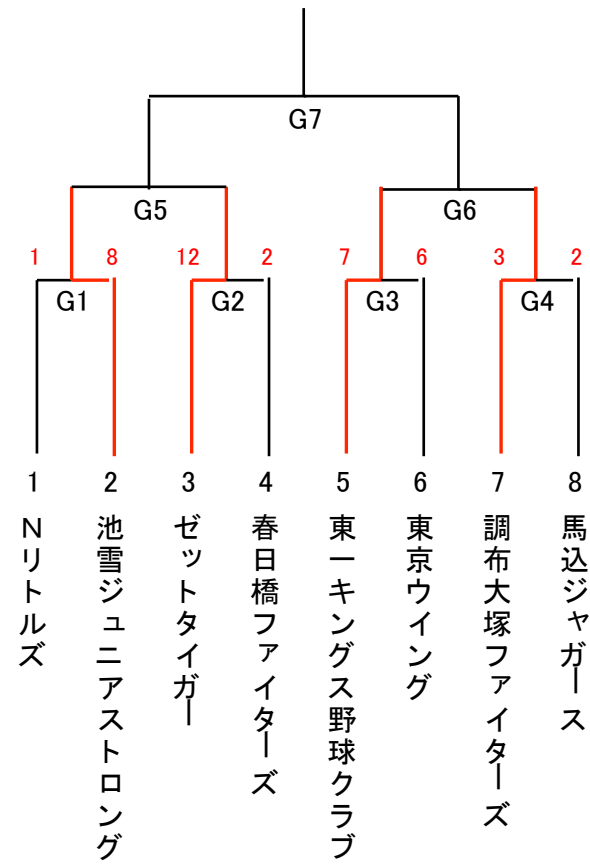 G7
G5
G6
1 8 12 2 7 6 3 2
G1 G2 G3 G4
1 2 3 4 5 6 7 8
Nリトルズ
池雪ジュニアストロング
ゼットタイガー
春日橋ファイターズ
東一キングス野球クラブ
東京ウイング
調布大塚ファイターズ
馬込ジャガース